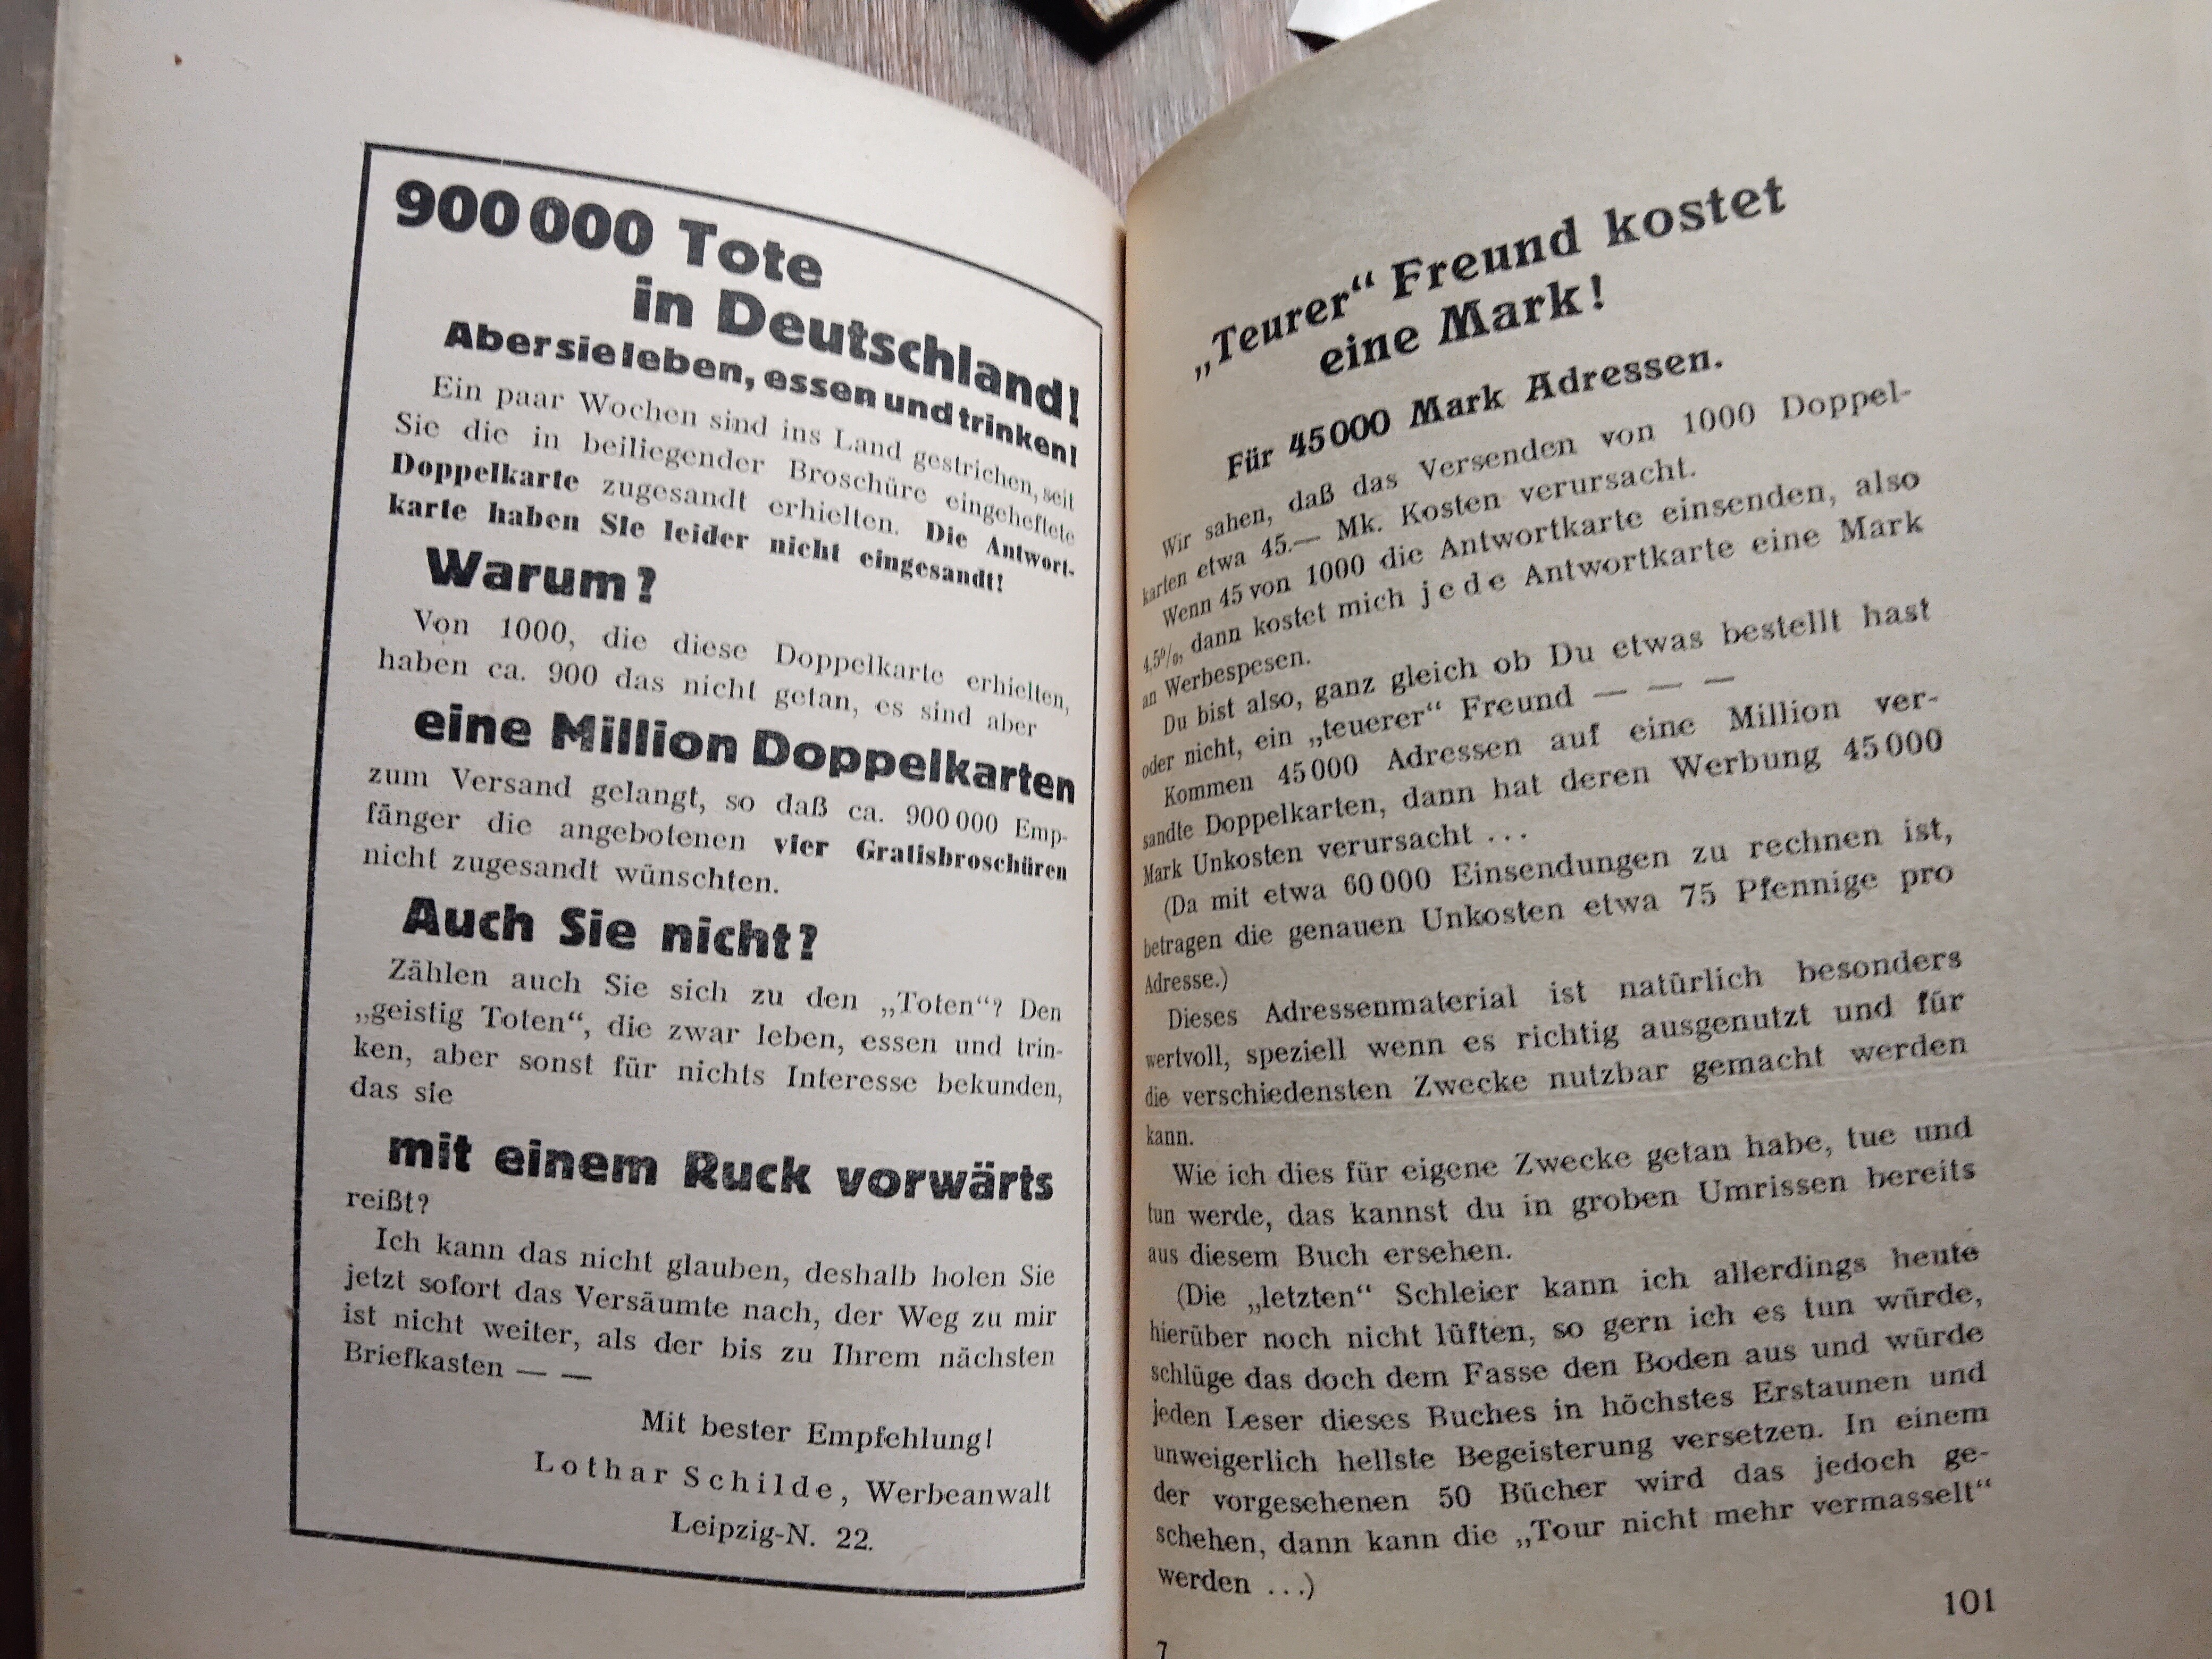 900 000 Tote
in Deutschland!
Aber sie leben, essen und trinken!
Ein paar Wochen sind ins Land gestrichen, seit
Sie die in beiliegender Broschüre eingeheftete
Doppelkarte zugesandt erhielten. Die Antwort-
karte haben Sie leider nicht eingesandt!
Warum?
Von 1000, die diese Doppelkarte erhielten,
haben ca. 900 das nicht getan, es sind aber
eine Million Doppelkarten
zum Versand gelangt, so daß ca. 900 000 Emp-
fänger die angebotenen vier Gratisbroschüren
nicht zugesandt wünschten.
Auch Sie nicht?
Zählen auch Sie sich zu den „Toten“? Den
„geistig Toten“, die zwar leben, essen und trin-
ken, aber sonst für nichts Interesse bekunden,
das sie
mit einem Ruck vorwärts
reißt?
Ich kann das nicht glauben, deshalb holen Sie
jetzt sofort das Versäumte nach, der Weg zu mir
ist nicht weiter, als der bis zu Ihrem nächsten
Briefkasten — —
Mit bester Empfehlung!
Lothar Schilde, Werbeanwalt
Leipzig-N. 22.
„Teurer“ Freund kostet
eine Mark!
Für 45 000 Mark Adressen.
Wir sahen, daß das Versenden von 1000 Doppel-
karten etwa 45.— Mk. Kosten verursacht.
Wenn 45 von 1000 die Antwortkarte einsenden, also
4,5%, dann kostet mich jede Antwortkarte eine Mark
an Werbespesen.
Du bist also, ganz gleich ob Du etwas bestellt hast
oder nicht, ein „teuerer“ Freund — — —
Kommen 45 000 Adressen auf eine Million ver-
sandte Doppelkarten, dann hat deren Werbung 45 000
Mark Unkosten verursacht ...
(Da mit etwa 60 000 Einsendungen zu rechnen ist,
betragen die genauen Unkosten etwa 75 Pfennige pro
Adresse.)
Dieses Adressenmaterial ist natürlich besonders
wertvoll, speziell wenn es richtig ausgenutzt und für
die verschiedensten Zwecke nutzbar gemacht werden
kann.
Wie ich dies für eigene Zwecke getan habe, tue und
tun werde, das kannst du in groben Umrissen bereits
aus diesem Buch ersehen.
(Die „letzten“ Schleier kann ich allerdings heute
hierüber noch nicht lüften, so gern ich es tun würde,
schlüge das doch dem Fasse den Boden aus und würde
jeden Leser dieses Buches in höchstes Erstaunen und
unweigerlich hellste Begeisterung versetzen. In einem
der vorgesehenen 50 Bücher wird das jedoch ge-
schehen, dann kann die „Tour nicht mehr vermasselt“
werden ...)
101
7